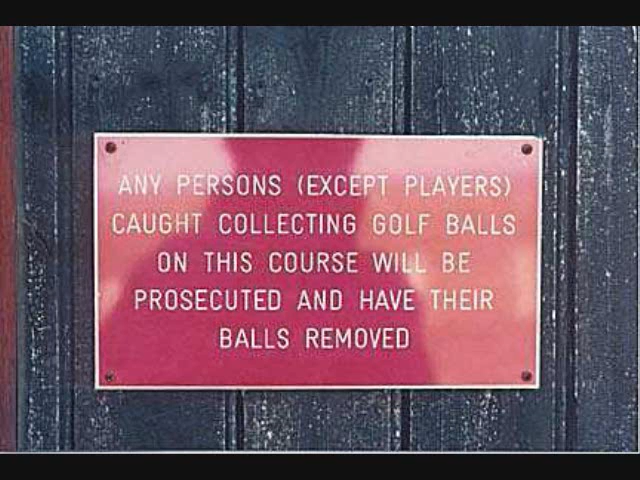 ANY PERSONS (EXCEPT PLAYERS)
CAUGHT COLLECTING GOLF BALLS
ON THIS COURSE WILL BE
PROSECUTED AND HAVE THEIR
BALLS REMOVED